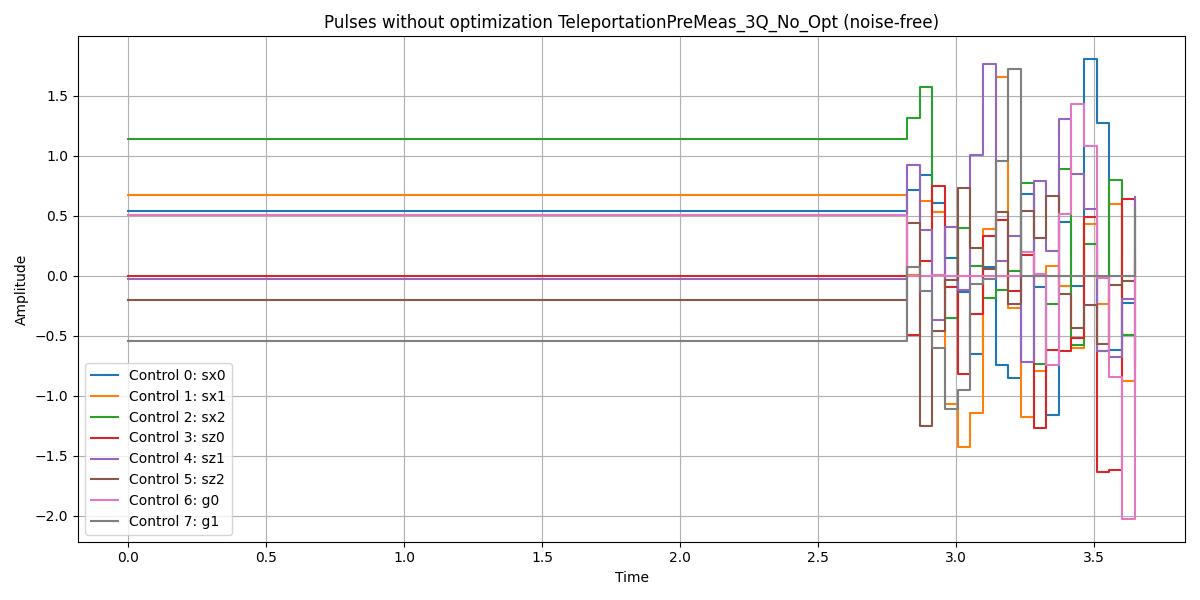 Pulses without optimization TeleportationPreMeas_3Q_No_Opt (noise-free)
Amplitude
1.5
1.0
0.5
0.0
−0.5
−1.0
−1.5
−2.0
Control 0: sx0
Control 1: sx1
Control 2: sx2
Control 3: sz0
Control 4: sz1
Control 5: sz2
Control 6: g0
Control 7: g1
0.0 0.5 1.0 1.5 2.0 2.5 3.0 3.5
Time